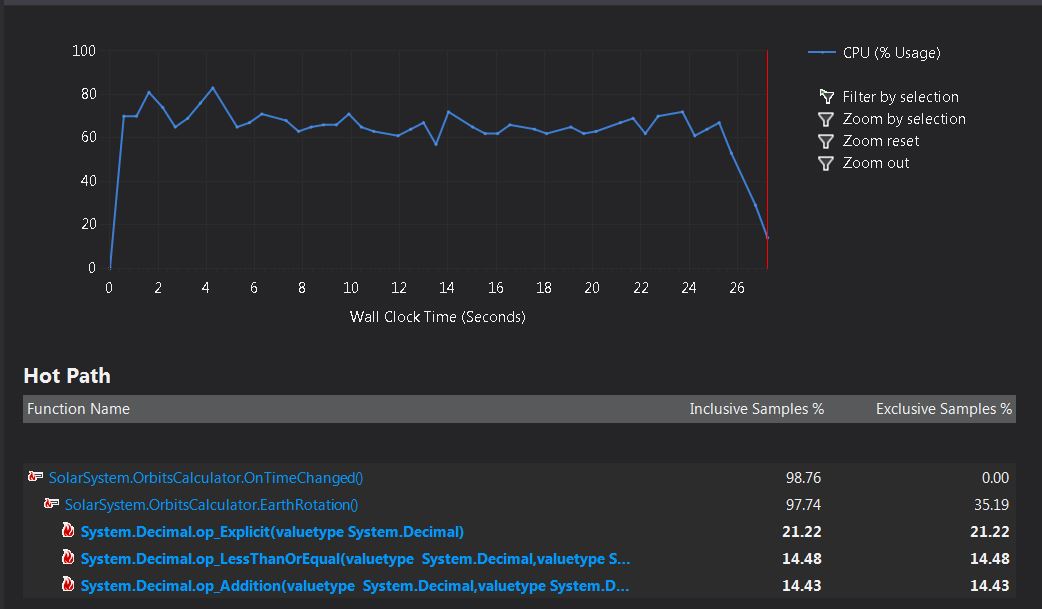 100
80
60
40
20
0
0 2 4 6 8 10 12 14 16 18 20 22 24 26
Wall Clock Time (Seconds)
CPU (% Usage)
Filter by selection
Zoom by selection
Zoom reset
Zoom out
Hot Path
Function Name Inclusive Samples % Exclusive Samples %
SolarSystem.OrbitsCalculator.OnTimeChanged() 98.76 0.00
SolarSystem.OrbitsCalculator.EarthRotation() 97.74 35.19
System.Decimal.op_Explicit(valuetype System.Decimal) 21.22 21.22
System.Decimal.op_LessThanOrEqual(valuetype System.Decimal,valuetype S... 14.48 14.48
System.Decimal.op_Addition(valuetype System.Decimal,valuetype System.D... 14.43 14.43